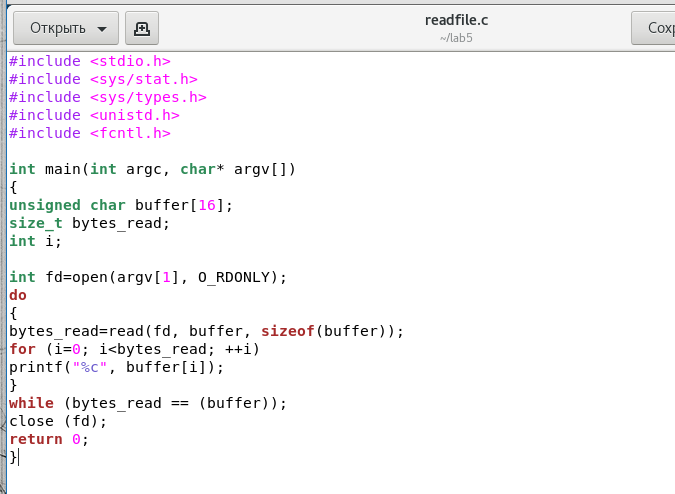 Открыть
readfile.c
~/lab5
#include <stdio.h>
#include <sys/stat.h>
#include <sys/types.h>
#include <unistd.h>
#include <fcntl.h>
int main(int argc, char* argv[])
{
unsigned char buffer[16];
size_t bytes_read;
int i;
int fd=open(argv[1], O_RDONLY);
do
{
bytes_read=read(fd, buffer, sizeof(buffer));
for (i=0; i<bytes_read; ++i)
printf("%c", buffer[i]);
}
while (bytes_read == (buffer));
close (fd);
return 0;
}